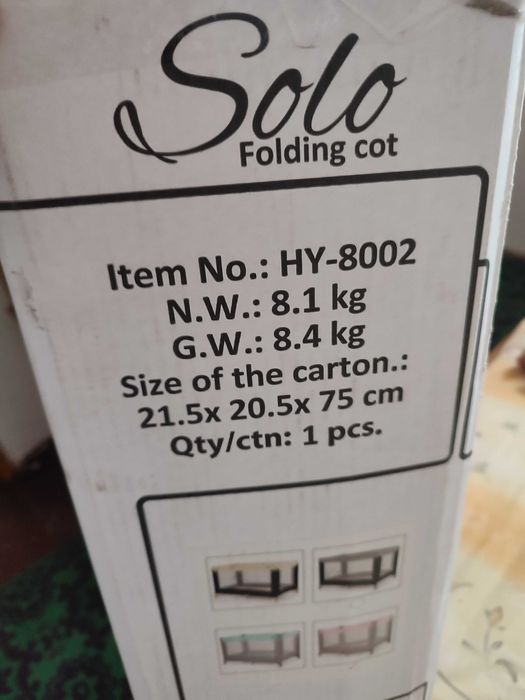 Solo
Folding cot
Item No.: HY-8002
N.W.: 8.1 kg
G.W.: 8.4 kg
Size of the carton.:
21.5x 20.5x 75 cm
Qty/ctn: 1 pcs.